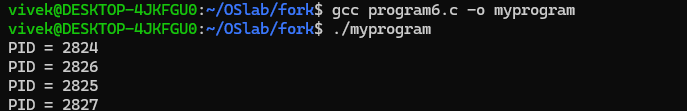 vivek@DESKTOP-4JKFGU0:~/OSlab/fork$ gcc program6.c -o myprogram
vivek@DESKTOP-4JKFGU0:~/OSlab/fork$ ./myprogram
PID = 2824
PID = 2826
PID = 2825
PID = 2827